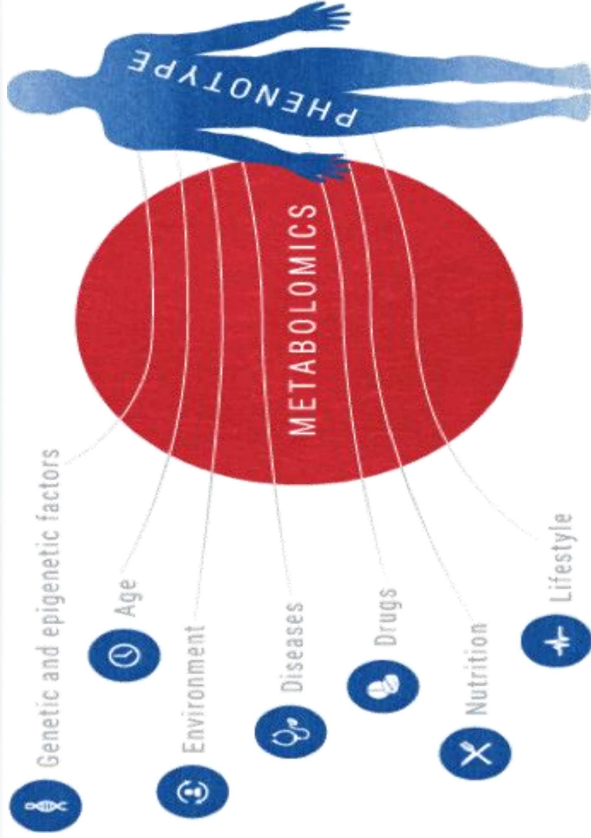 Genetic and epigenetic factors
Age
Environment
Diseases
Drugs
Nutrition
Lifestyle
METABOLOMICS
PHENOTYPE